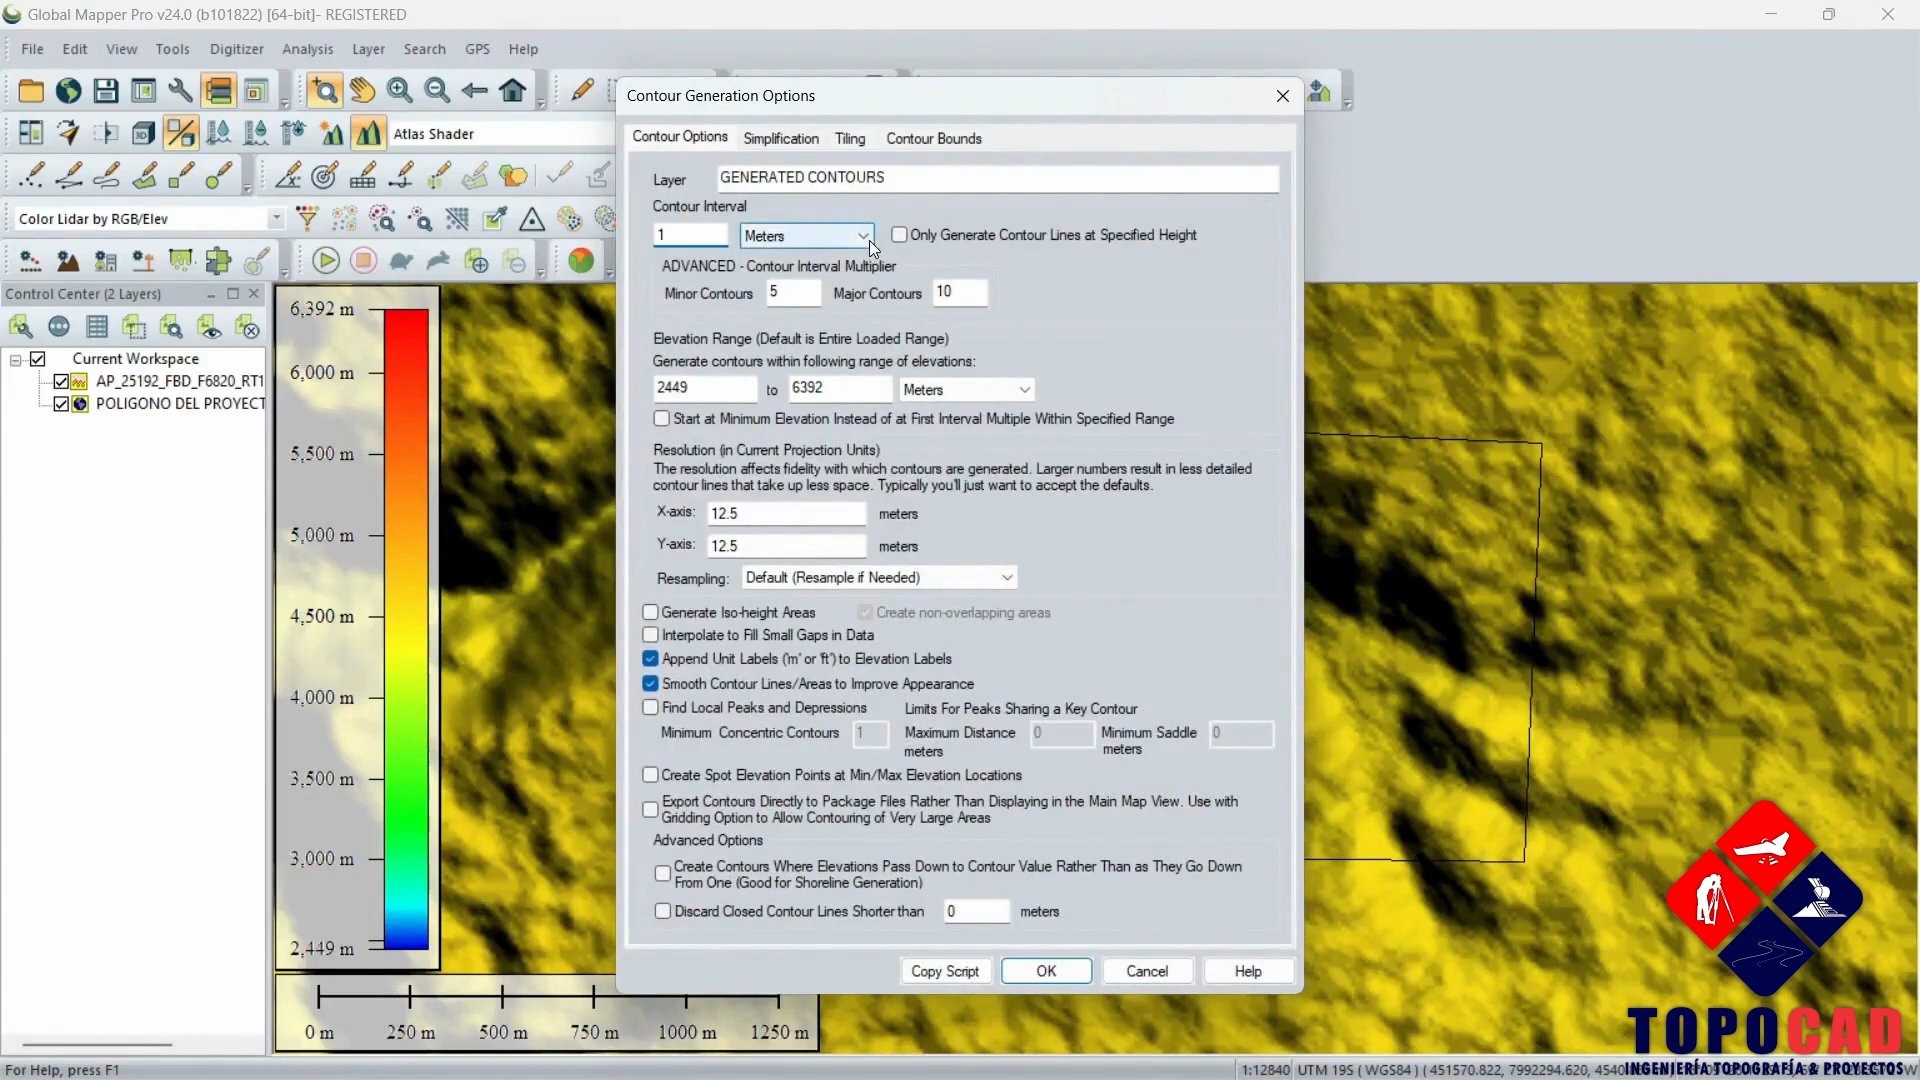 Global Mapper Pro v24.0 (b101822) [64-bit]- REGISTERED
File Edit View Tools Digitizer Analysis Layer Search GPS Help
Contour Generation Options
Atlas Shader
Contour Options Simplification Tiling Contour Bounds
Layer GENERATED CONTOURS
Contour Interval
Color Lidar by RGB/Elev
1 Meters Only Generate Contour Lines at Specified Height
ADVANCED - Contour Interval Multiplier
Minor Contours 5 Major Contours 10
Control Center (2 Layers)
Current Workspace
AP_25192_FBD_F6820_RT1
POLIGONO DEL PROYECT
6,392 m
6,000 m
5,500 m
5,000 m
4,500 m
4,000 m
3,500 m
3,000 m
2,449 m
Elevation Range (Default is Entire Loaded Range)
Generate contours within following range of elevations:
2449 to 6392 Meters
Start at Minimum Elevation Instead of at First Interval Multiple Within Specified Range
Resolution (in Current Projection Units)
The resolution affects fidelity with which contours are generated. Larger numbers result in less detailed
contour lines that take up less space. Typically you'll just want to accept the defaults.
X-axis: 12.5 meters
Y-axis: 12.5 meters
Resampling: Default (Resample if Needed)
Generate Iso-height Areas Create non-overlapping areas
Interpolate to Fill Small Gaps in Data
Append Unit Labels ('m' or 'ft') to Elevation Labels
Smooth Contour Lines/Areas to Improve Appearance
Find Local Peaks and Depressions Limits For Peaks Sharing a Key Contour
Minimum Concentric Contours 1 Maximum Distance 0 Minimum Saddle 0
meters meters
Create Spot Elevation Points at Min/Max Elevation Locations
Export Contours Directly to Package Files Rather Than Displaying in the Main Map View. Use with
Gridding Option to Allow Contouring of Very Large Areas
Advanced Options
Create Contours Where Elevations Pass Down to Contour Value Rather Than as They Go Down
From One (Good for Shoreline Generation)
Discard Closed Contour Lines Shorter than 0 meters
Copy Script OK Cancel Help
0 m 250 m 500 m 750 m 1000 m 1250 m
TOPOCAD
INGENIERÍA TOPOGRAFÍA & PROYECTOS
For Help, press F1
1:12840 UTM 19S ( WGS84 ) ( 451570.822, 7992294.620, 4540